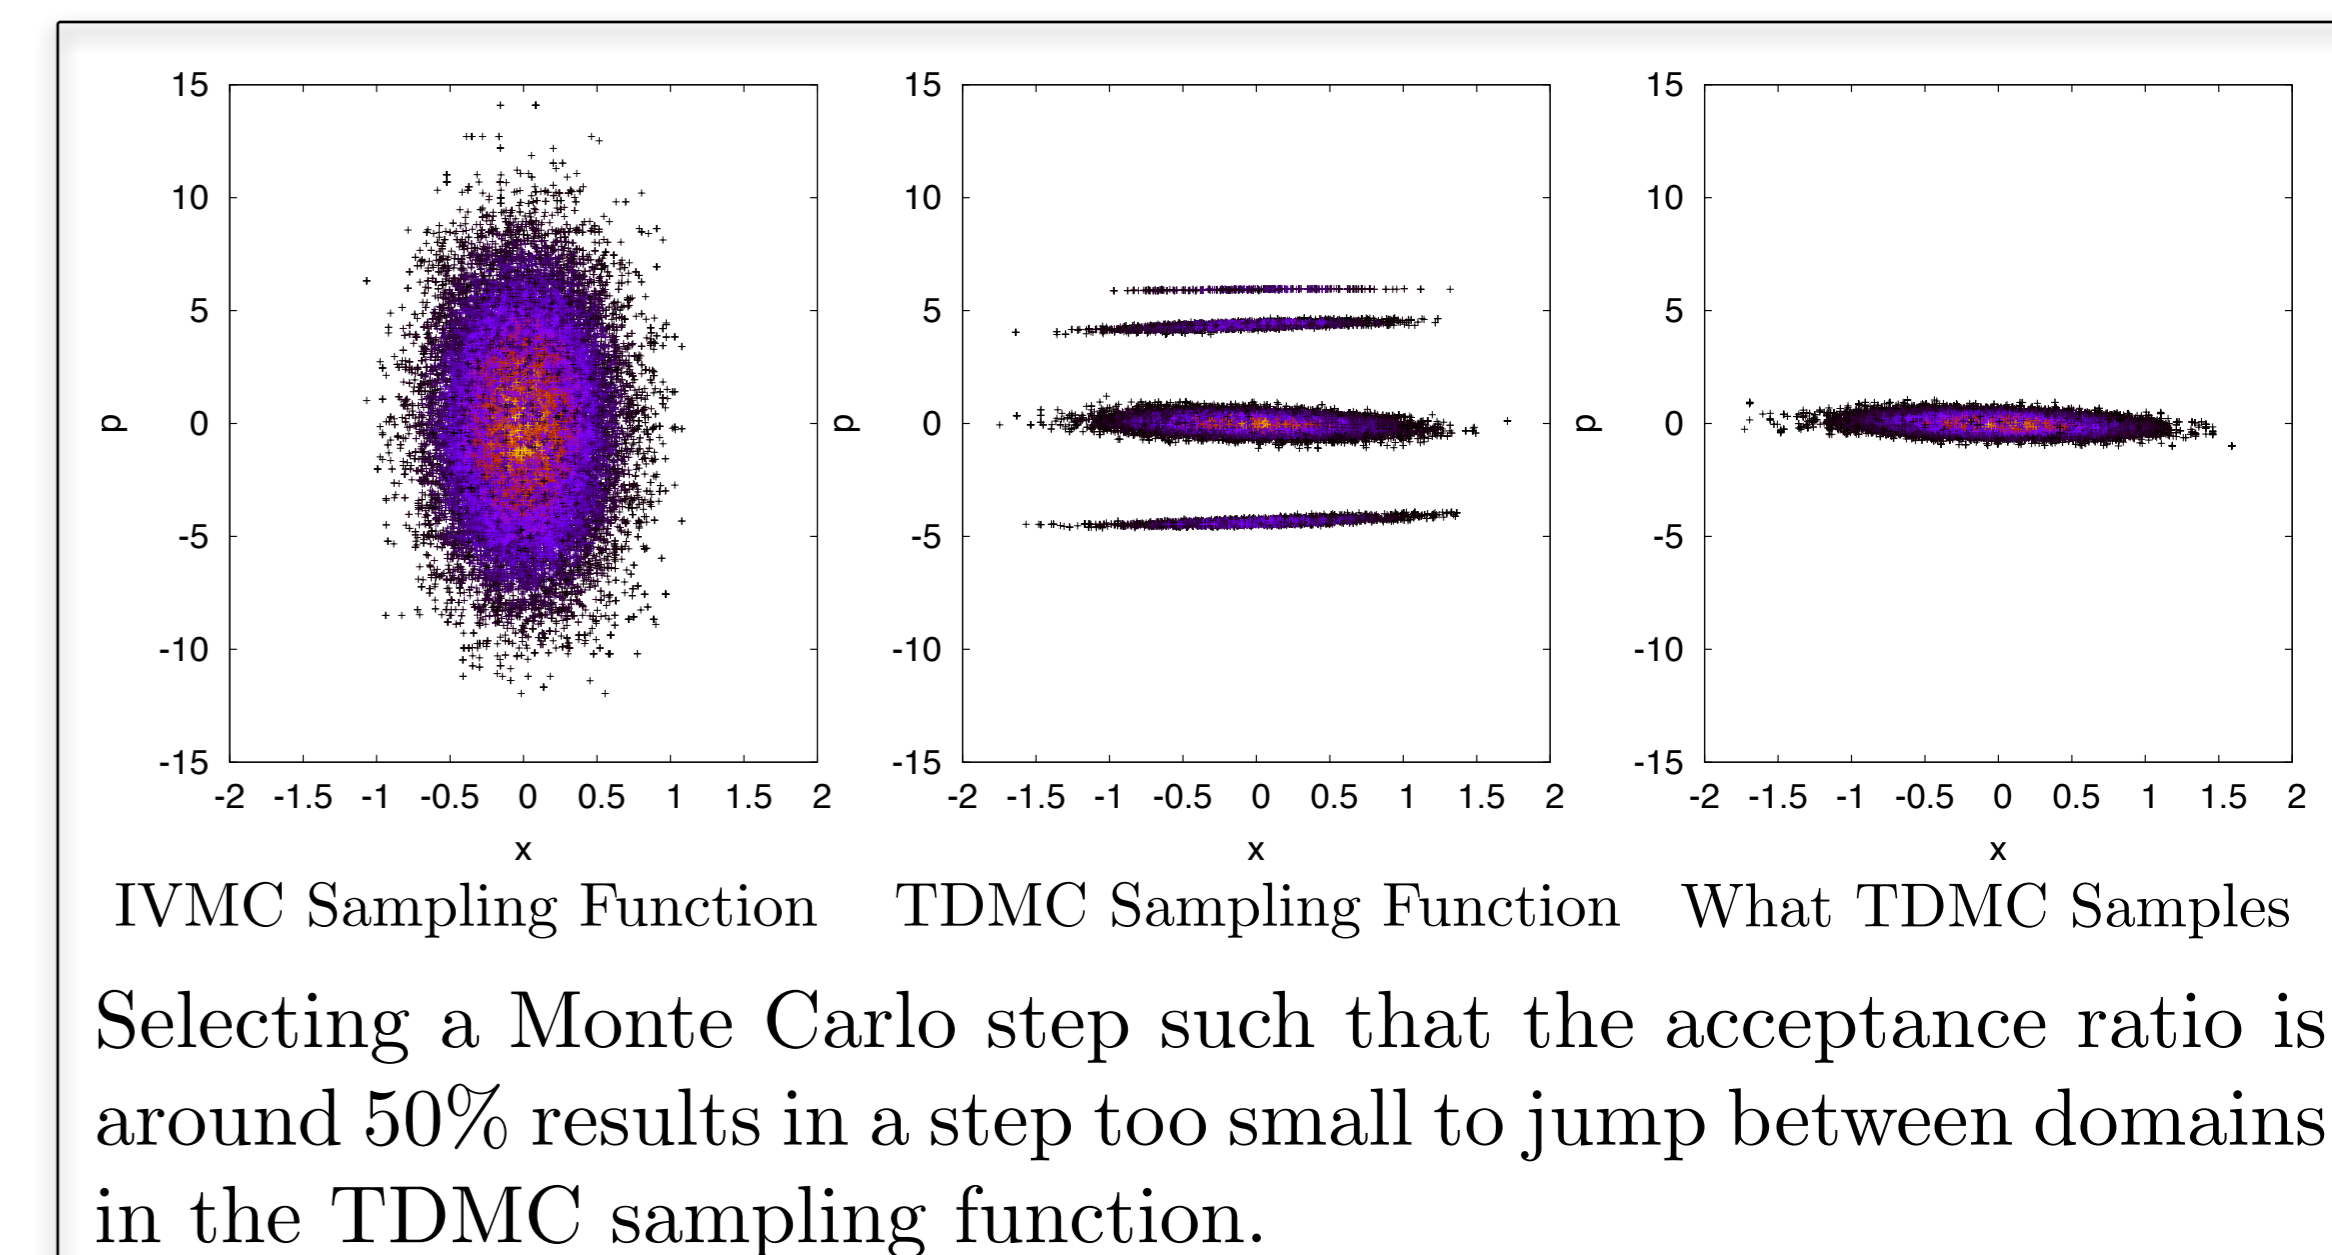 15 15 15
10 10 10
5 5 5
p 0 p 0 p 0
-5 -5 -5
-10 -10 -10
-15 -15 -15
-2 -1.5 -1 -0.5 0 0.5 1 1.5 2 -2 -1.5 -1 -0.5 0 0.5 1 1.5 2 -2 -1.5 -1 -0.5 0 0.5 1 1.5 2
x x x
IVMC Sampling Function TDMC Sampling Function What TDMC Samples
Selecting a Monte Carlo step such that the acceptance ratio is
around 50% results in a step too small to jump between domains
in the TDMC sampling function.